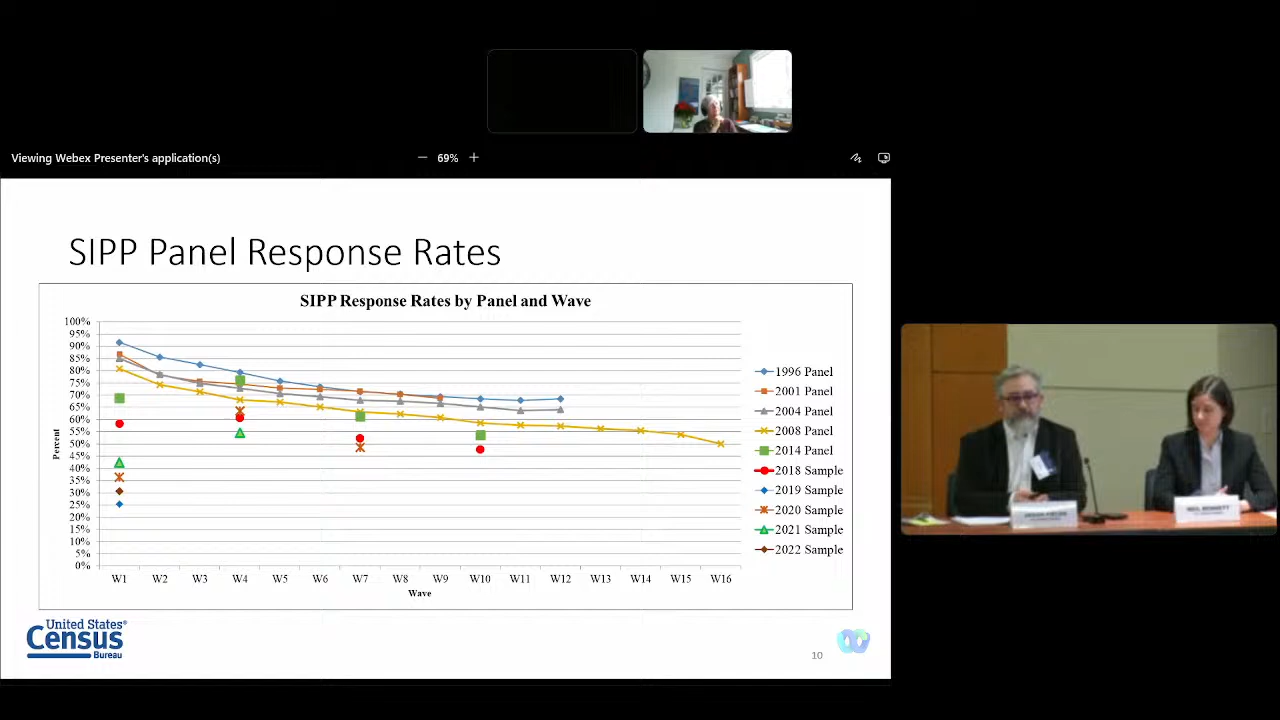 Viewing Webex Presenter's application(s)
69%
SIPP Panel Response Rates
SIPP Response Rates by Panel and Wave
100%
95%
90%
85%
80%
75%
70%
65%
60%
55%
50%
45%
40%
35%
30%
25%
20%
15%
10%
5%
0%
Percent
W1 W2 W3 W4 W5 W6 W7 W8 W9 W10 W11 W12 W13 W14 W15 W16
Wave
1996 Panel
2001 Panel
2004 Panel
2008 Panel
2014 Panel
2018 Sample
2019 Sample
2020 Sample
2021 Sample
2022 Sample
United States®
Census
Bureau
10
NEIL BENNETT